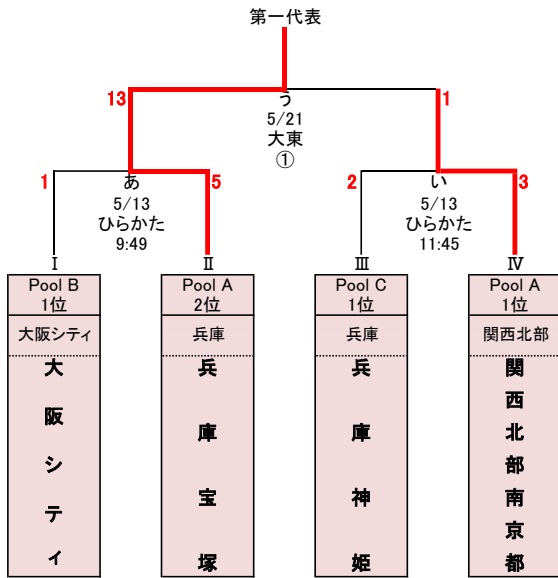 第一代表
13
1
う
5/21
大東
①
1
あ
5
2
い
3
5/13
ひらかた
9:49
5/13
ひらかた
11:45
Ⅰ
Ⅱ
Ⅲ
Ⅳ
Pool B
1位
Pool A
2位
Pool C
1位
Pool A
1位
大阪シティ
兵庫
兵庫
関西北部
大阪シティ
兵庫宝塚
兵庫神姫
関西北部南京都